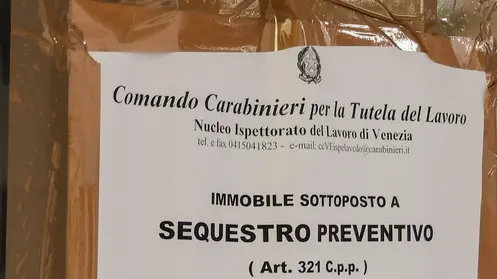 Comando Carabinieri per la Tutela del Lavoro
Nucleo Ispettorato del Lavoro di Venezia
tel. e fax 0415041823 - e-mail: ccVEispelavcdo@carabinieri.it
IMMOBILE SOTTOPOSTO A
SEQUESTRO PREVENTIVO
( Art. 321 C.p.p. )